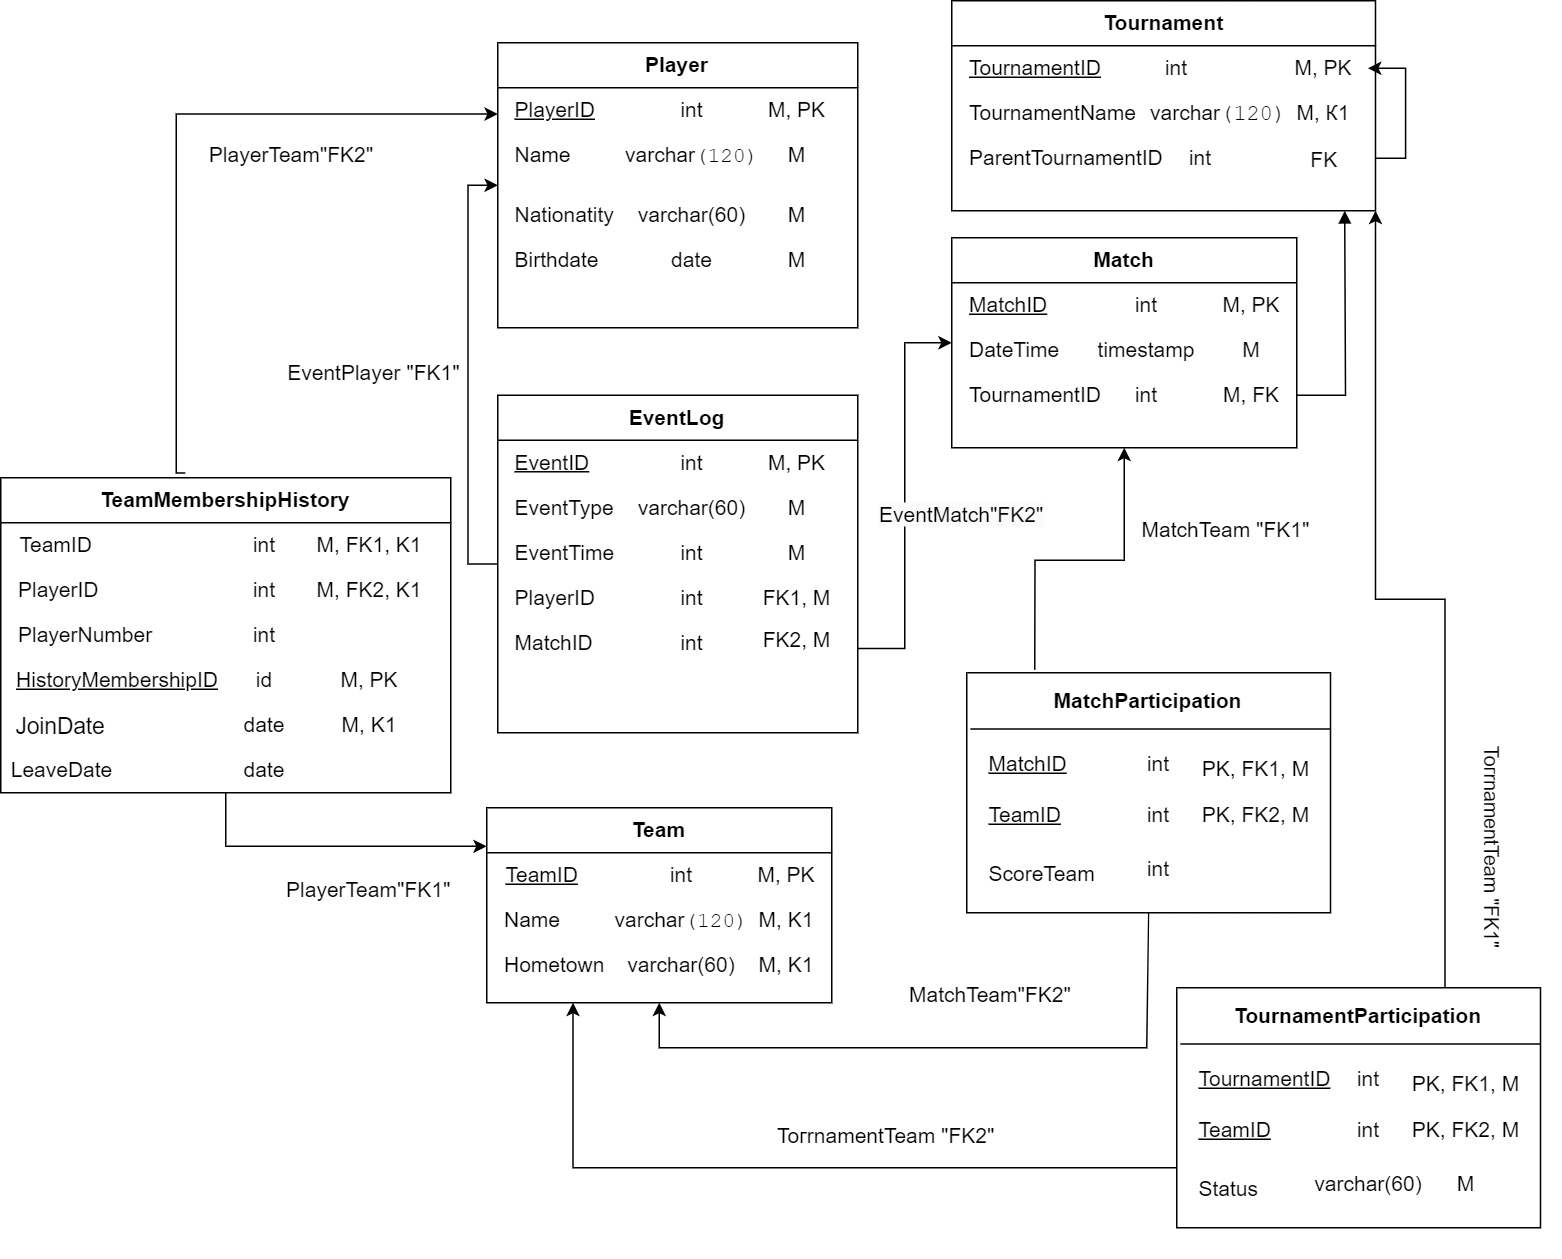 Tournament
TournamentID int M, PK
TournamentName varchar(120) M, K1
ParentTournamentID int FK
Player
PlayerID int M, PK
Name varchar(120) M
Nationatity varchar(60) M
Birthdate date M
PlayerTeam"FK2"
Match
MatchID int M, PK
DateTime timestamp M
TournamentID int M, FK
EventPlayer "FK1"
EventLog
EventID int M, PK
EventType varchar(60) M
EventTime int M
PlayerID int FK1, M
MatchID int FK2, M
EventMatch"FK2"
MatchTeam "FK1"
TeamMembershipHistory
TeamID int M, FK1, K1
PlayerID int M, FK2, K1
PlayerNumber int
HistoryMembershipID id M, PK
JoinDate date M, K1
LeaveDate date
MatchParticipation
MatchID int PK, FK1, M
TeamID int PK, FK2, M
ScoreTeam int
TorrnamentTeam "FK1"
Team
TeamID int M, PK
Name varchar(120) M, K1
Hometown varchar(60) M, K1
PlayerTeam"FK1"
MatchTeam"FK2"
TournamentParticipation
TournamentID int PK, FK1, M
TeamID int PK, FK2, M
Status varchar(60) M
TorrnamentTeam "FK2"